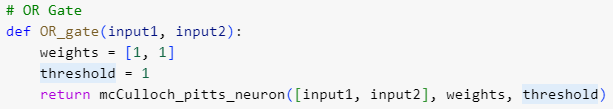 # OR Gate
def OR_gate(input1, input2):
    weights = [1, 1]
    threshold = 1
    return mcCulloch_pitts_neuron([input1, input2], weights, threshold)